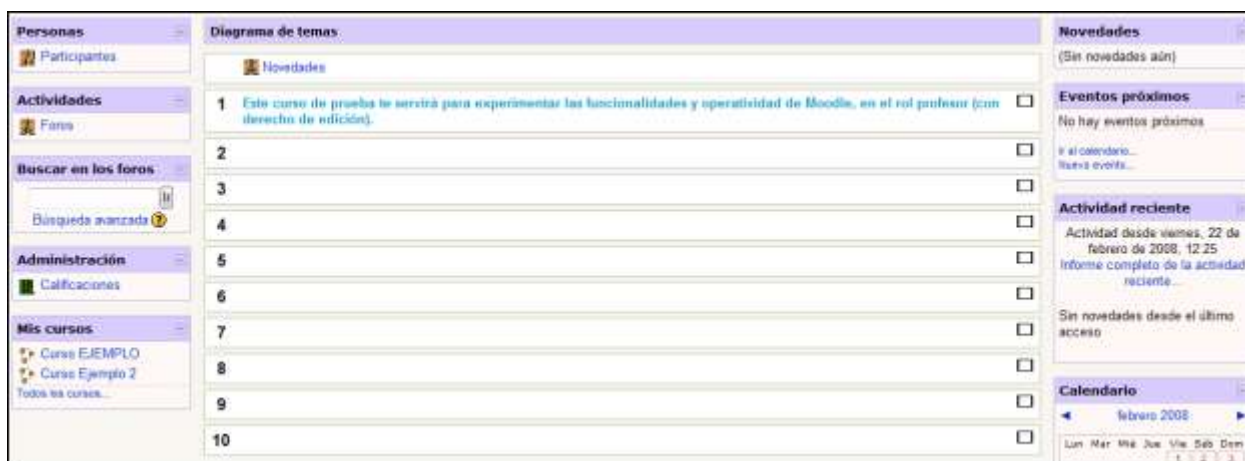 Personas
Participantes
Actividades
Foros
Buscar en los foros
Ir
Búsqueda avanzada
Administración
Calificaciones
Mis cursos
Curso EJEMPLO
Curso Ejemplo 2
Todos los cursos...
Diagrama de temas
Novedades
1 Este curso de prueba te servirá para experimentar las funcionalidades y operatividad de Moodle, en el rol profesor (con
derecho de edición).
2
3
4
5
6
7
8
9
10
Novedades
(Sin novedades aún)
Eventos próximos
No hay eventos próximos
Ir al calendario...
Nuevo evento...
Actividad reciente
Actividad desde viernes, 22 de
febrero de 2008, 12:25
Informe completo de la actividad
reciente...
Sin novedades desde el último
acceso
Calendario
febrero 2008
Lun Mar Mié Jue Vie Sáb Dom
1 2 3